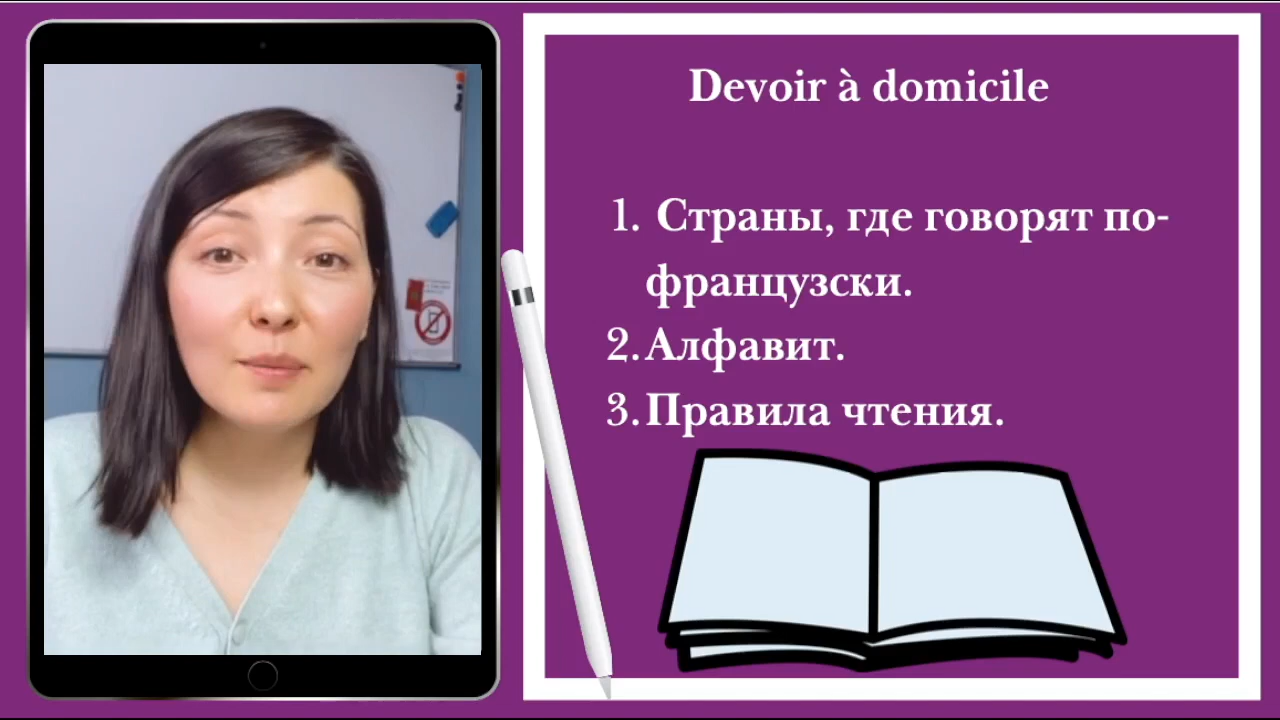 Devoir à domicile
1. Страны, где говорят по-
французски.
2. Алфавит.
3. Правила чтения.